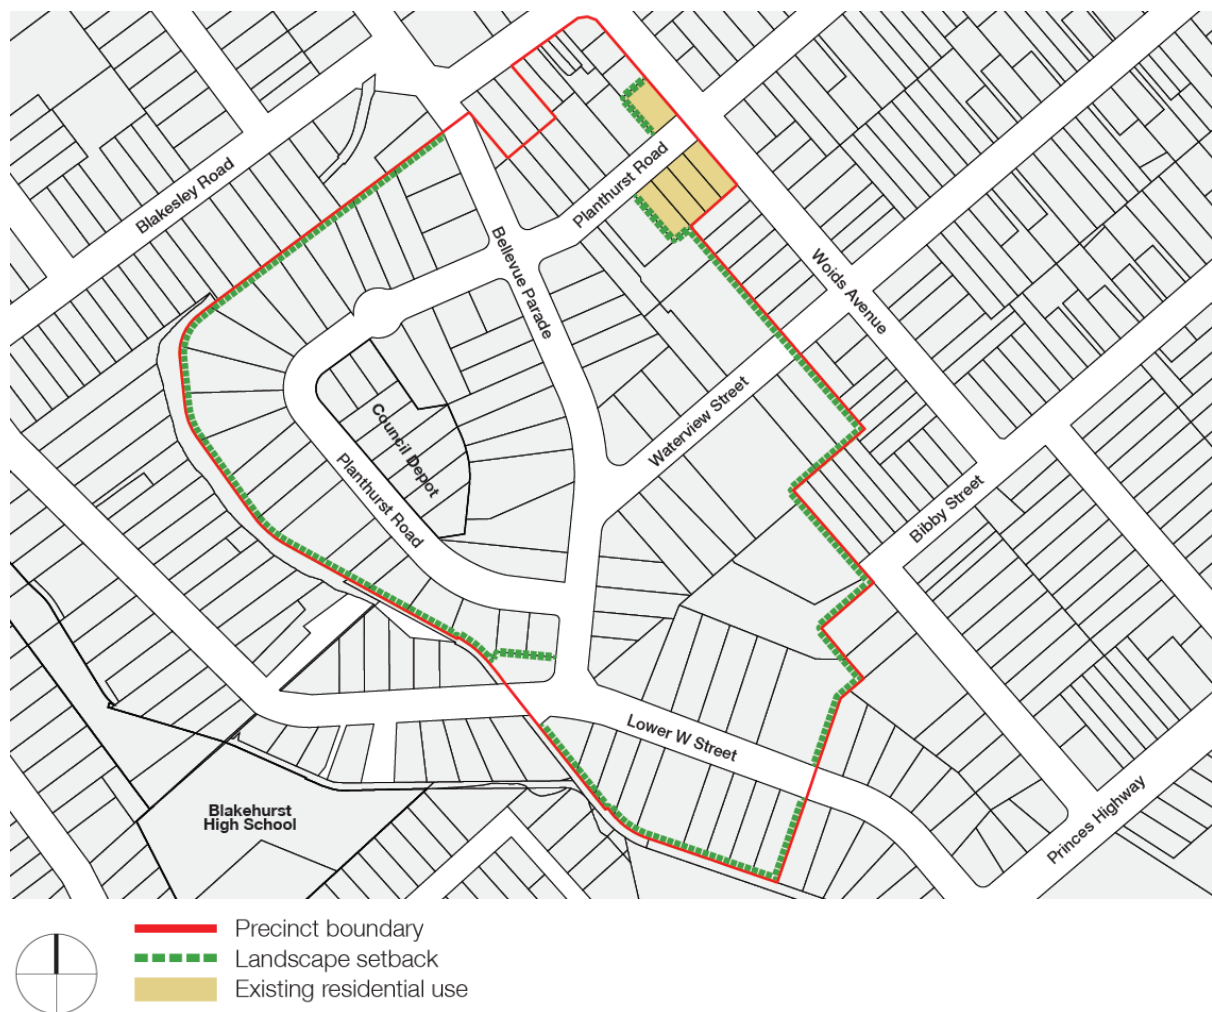 Blakesley Road
Planthurst Road
Bellevue Parade
Woids Avenue
Waterview Street
Council Depot
Planthurst Road
Bibby Street
Lower W Street
Princes Highway
Blakehurst
High School
Precinct boundary
Landscape setback
Existing residential use